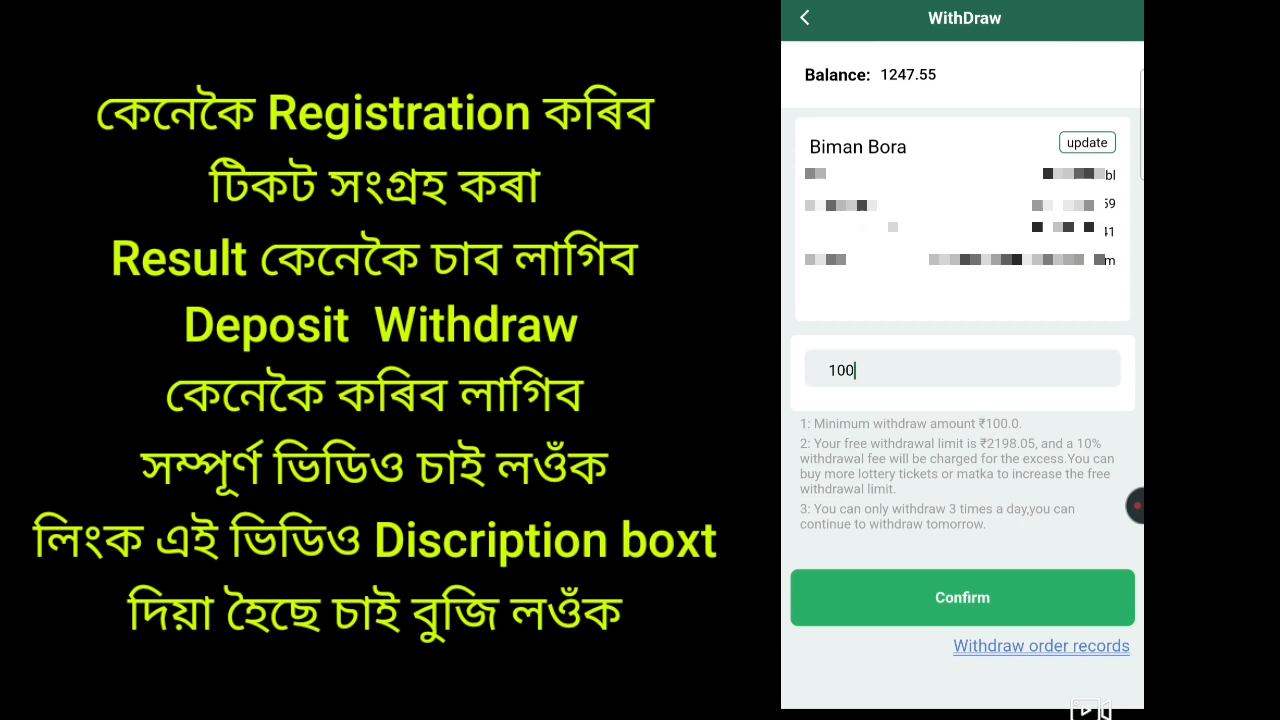 কেনেকৈ Registration কৰিব
টিকট সংগ্ৰহ কৰা
Result কেনেকৈ চাব লাগিব
Deposit Withdraw
কেনেকৈ কৰিব লাগিব
সম্পূৰ্ণ ভিডিও চাই লওঁক
লিংক এই ভিডিও Discription boxt
দিয়া হৈছে চাই বুজি লওঁক
WithDraw
Balance: 1247.55
Biman Bora
update
bl
59
41
m
100
1: Minimum withdraw amount ₹100.0.
2: Your free withdrawal limit is ₹2198.05, and a 10%
withdrawal fee will be charged for the excess.You can
buy more lottery tickets or matka to increase the free
withdrawal limit.
3: You can only withdraw 3 times a day,you can
continue to withdraw tomorrow.
Confirm
Withdraw order records